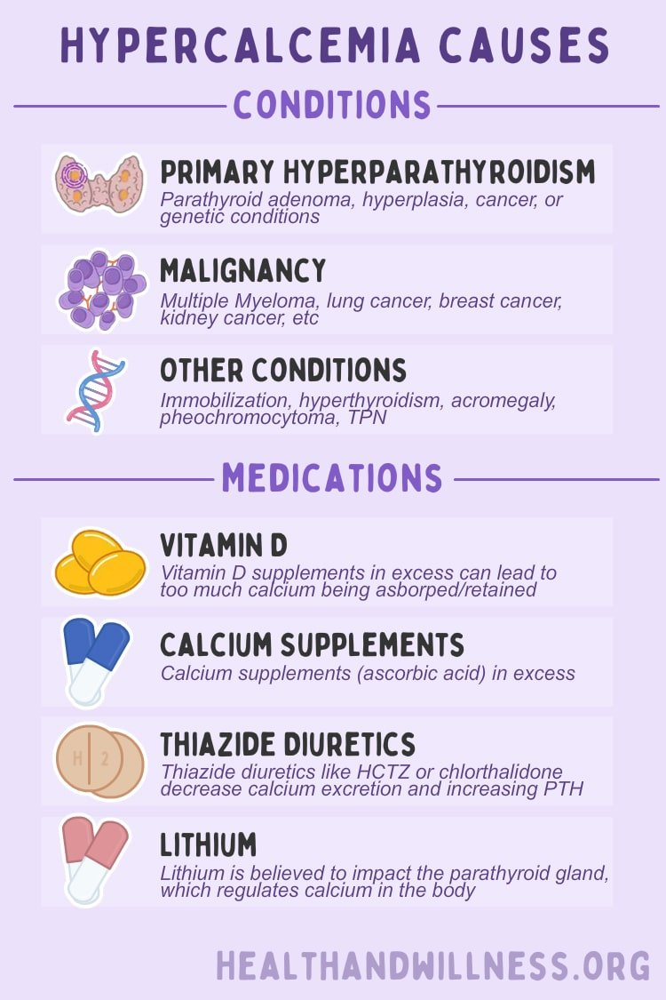 HYPERCALCEMIA CAUSES
CONDITIONS
PRIMARY HYPERPARATHYROIDISM
Parathyroid adenoma, hyperplasia, cancer, or
genetic conditions
MALIGNANCY
Multiple Myeloma, lung cancer, breast cancer,
kidney cancer, etc
OTHER CONDITIONS
Immobilization, hyperthyroidism, acromegaly,
pheochromocytoma, TPN
MEDICATIONS
VITAMIN D
Vitamin D supplements in excess can lead to
too much calcium being asborped/retained
CALCIUM SUPPLEMENTS
Calcium supplements (ascorbic acid) in excess
H 2
THIAZIDE DIURETICS
Thiazide diuretics like HCTZ or chlorthalidone
decrease calcium excretion and increasing PTH
LITHIUM
Lithium is believed to impact the parathyroid gland,
which regulates calcium in the body
HEALTHANDWILLNESS.ORG